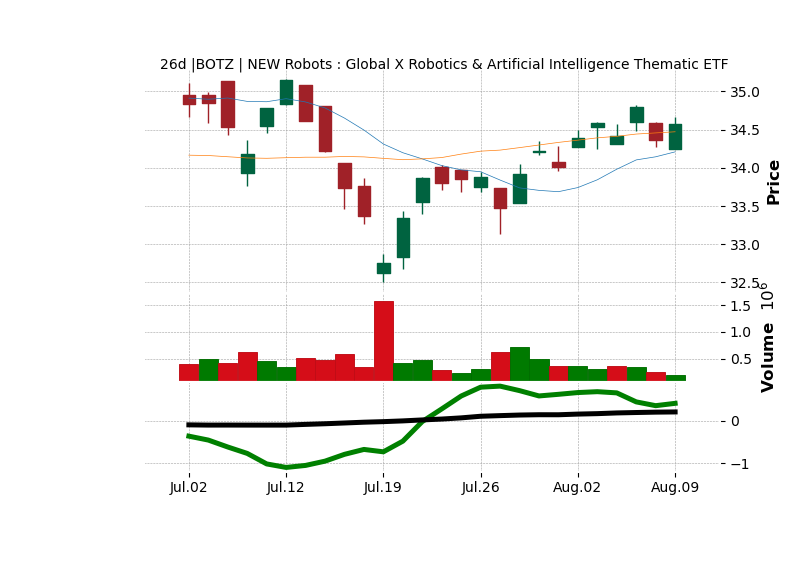 26d |BOTZ | NEW Robots : Global X Robotics & Artificial Intelligence Thematic ETF
35.0
34.5
34.0
33.5
33.0
32.5
Price
1.5
1.0
0.5
Volume 10⁶
0
−1
Jul.02 Jul.12 Jul.19 Jul.26 Aug.02 Aug.09